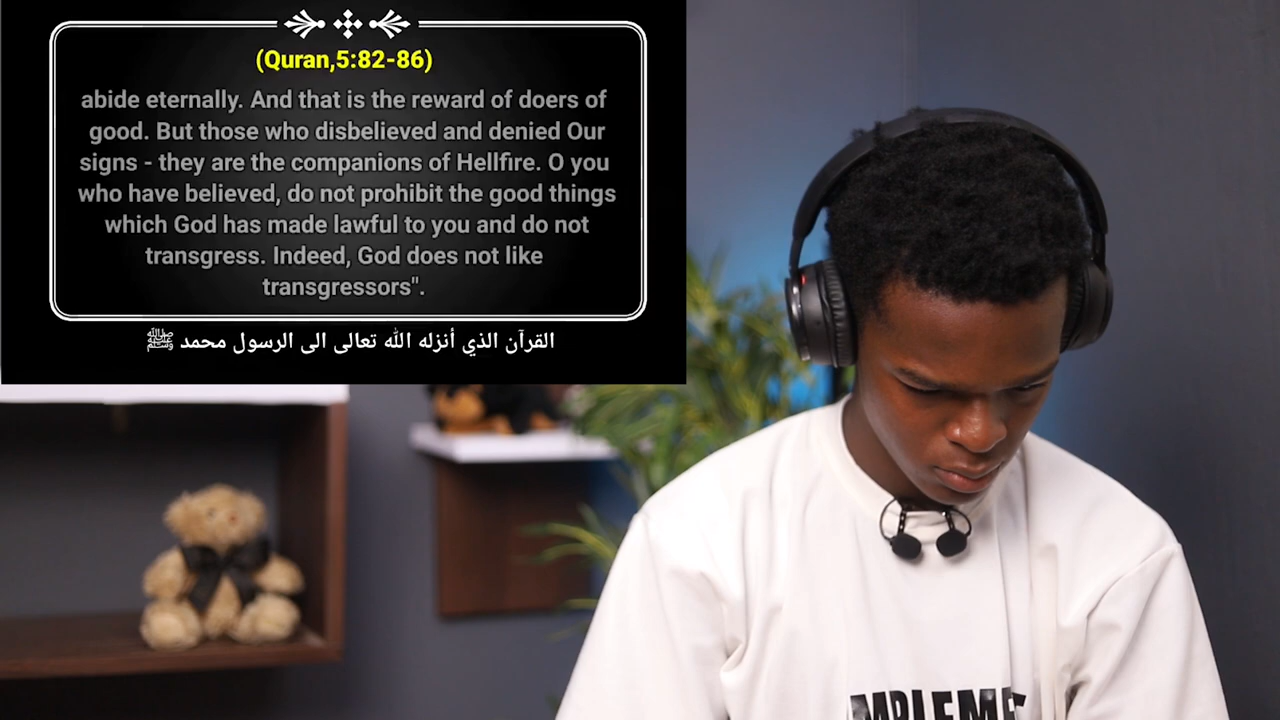 (Quran,5:82-86)
abide eternally. And that is the reward of doers of
good. But those who disbelieved and denied Our
signs - they are the companions of Hellfire. O you
who have believed, do not prohibit the good things
which God has made lawful to you and do not
transgress. Indeed, God does not like
transgressors".
القرآن الذي أنزله الله تعالى الى الرسول محمد ﷺ